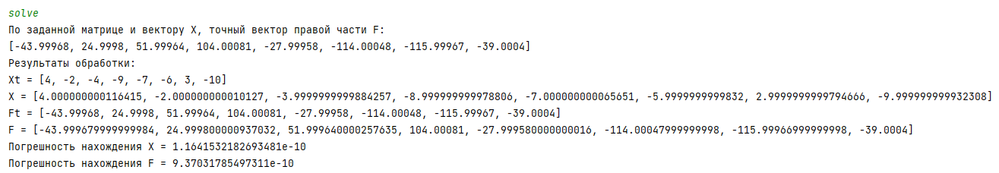 solve
По заданной матрице и вектору X, точный вектор правой части F:
[-43.99968, 24.9998, 51.99964, 104.00081, -27.99958, -114.00048, -115.99967, -39.0004]
Результаты обработки:
Xt = [4, -2, -4, -9, -7, -6, 3, -10]
X = [4.000000000116415, -2.000000000010127, -3.9999999999884257, -8.999999999978806, -7.000000000065651, -5.9999999999832, 2.9999999999794666, -9.999999999932308]
Ft = [-43.99968, 24.9998, 51.99964, 104.00081, -27.99958, -114.00048, -115.99967, -39.0004]
F = [-43.999679999999984, 24.999800000937032, 51.999640000257635, 104.00081, -27.999580000000016, -114.00047999999998, -115.99966999999998, -39.0004]
Погрешность нахождения X = 1.1641532182693481e-10
Погрешность нахождения F = 9.37031785497311e-10